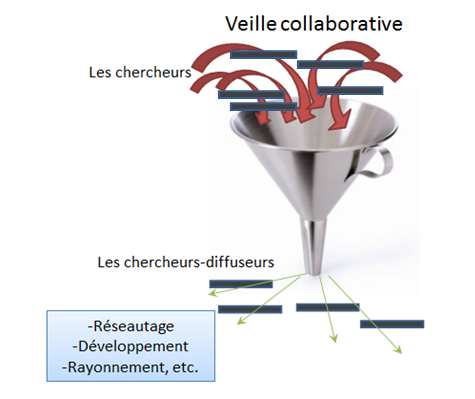 Veille collaborative
Les chercheurs
Les chercheurs-diffuseurs
-Réseautage
-Développement
-Rayonnement, etc.